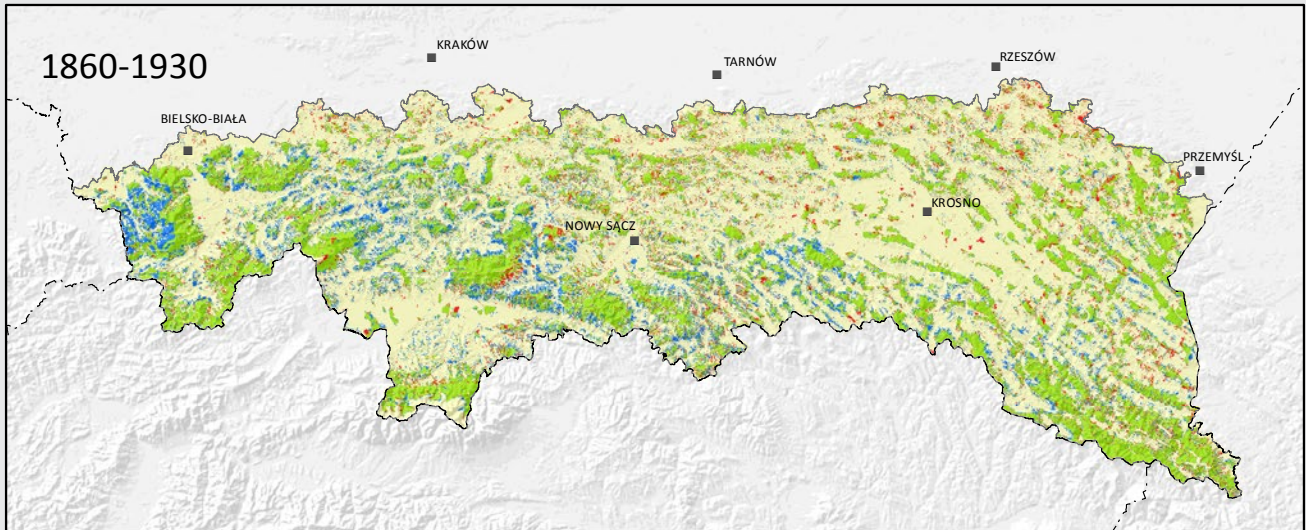 1860-1930
KRAKÓW
TARNÓW
RZESZÓW
BIELSKO-BIAŁA
PRZEMYŚL
KROSNO
NOWY SĄCZ